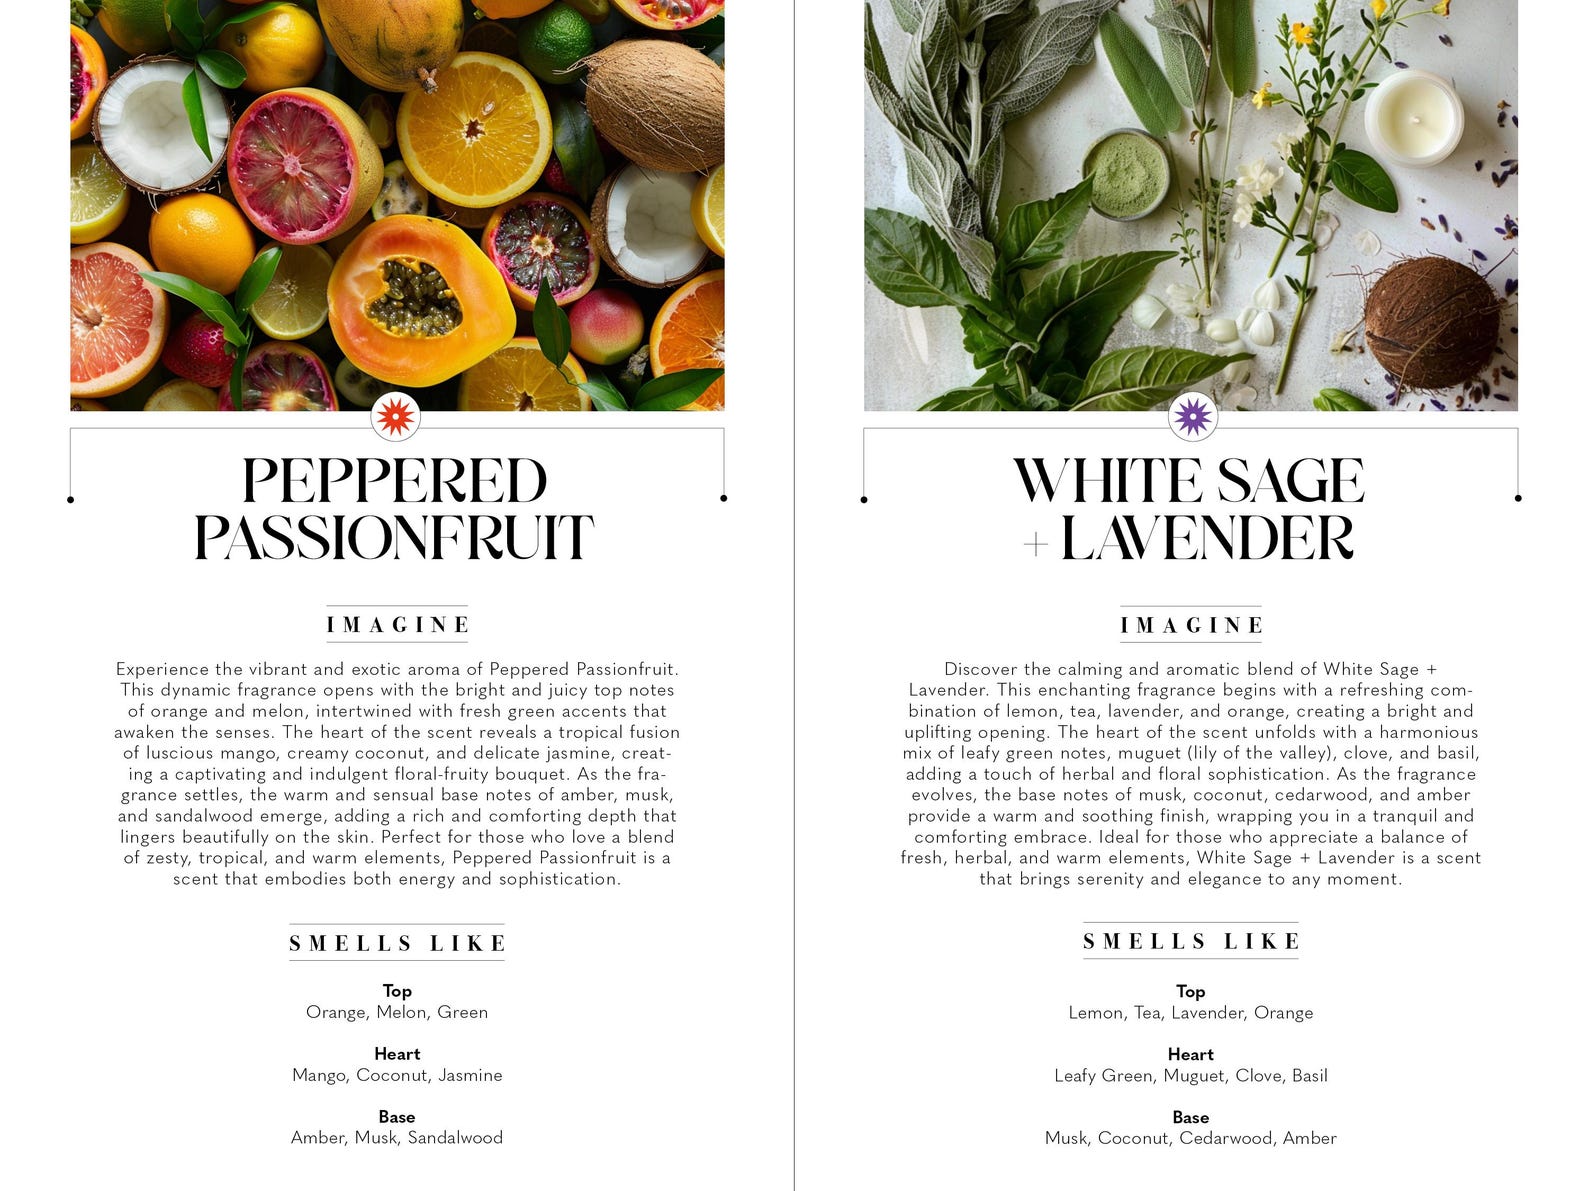 PEPPERED
PASSIONFRUIT
IMAGINE
Experience the vibrant and exotic aroma of Peppered Passionfruit.
This dynamic fragrance opens with the bright and juicy top notes
of orange and melon, intertwined with fresh green accents that
awaken the senses. The heart of the scent reveals a tropical fusion
of luscious mango, creamy coconut, and delicate jasmine, creat-
ing a captivating and indulgent floral-fruity bouquet. As the fra-
grance settles, the warm and sensual base notes of amber, musk,
and sandalwood emerge, adding a rich and comforting depth that
lingers beautifully on the skin. Perfect for those who love a blend
of zesty, tropical, and warm elements, Peppered Passionfruit is a
scent that embodies both energy and sophistication.
SMELLS LIKE
Top
Orange, Melon, Green
Heart
Mango, Coconut, Jasmine
Base
Amber, Musk, Sandalwood
WHITE SAGE
+ LAVENDER
IMAGINE
Discover the calming and aromatic blend of White Sage +
Lavender. This enchanting fragrance begins with a refreshing com-
bination of lemon, tea, lavender, and orange, creating a bright and
uplifting opening. The heart of the scent unfolds with a harmonious
mix of leafy green notes, muguet (lily of the valley), clove, and basil,
adding a touch of herbal and floral sophistication. As the fragrance
evolves, the base notes of musk, coconut, cedarwood, and amber
provide a warm and soothing finish, wrapping you in a tranquil and
comforting embrace. Ideal for those who appreciate a balance of
fresh, herbal, and warm elements, White Sage + Lavender is a scent
that brings serenity and elegance to any moment.
SMELLS LIKE
Top
Lemon, Tea, Lavender, Orange
Heart
Leafy Green, Muguet, Clove, Basil
Base
Musk, Coconut, Cedarwood, Amber